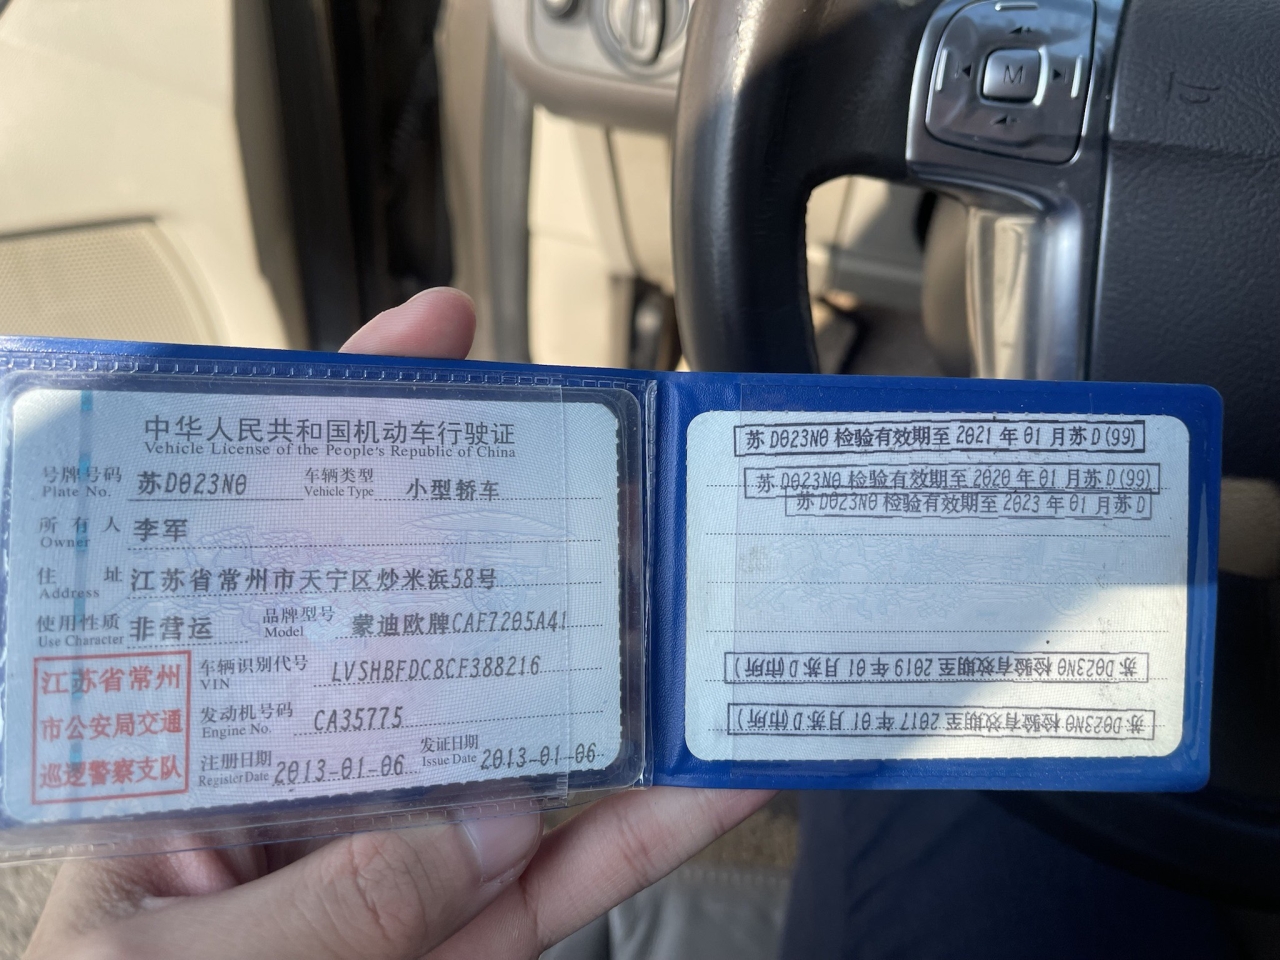 M
中华人民共和国机动车行驶证
Vehicle License of the People's Republic of China
号牌号码 苏D023N0 车辆类型 小型轿车
Plate No. Vehicle Type
所有人 李军
Owner
住址 江苏省常州市天宁区炒米浜58号
Address
使用性质 非营运 品牌型号 蒙迪欧牌CAF7205A41
Use Character Model
江苏省常州
市公安局交通
巡逻警察支队
车辆识别代号 LVSHBFDC8CF388216
VIN
发动机号码 CA35775
Engine No.
注册日期 2013-01-06 发证日期 2013-01-06
Register Date Issue Date
苏D023N0 检验有效期至 2021 年 01 月苏D(99)
苏D023N0 检验有效期至 2020 年 01 月苏D(99)
苏D023N0 检验有效期至 2023 年 01 月苏D
苏D023N0 检验有效期至 2019 年 01 月苏D(市所)
苏D023N0 检验有效期至 2017 年 01 月苏D(市所)